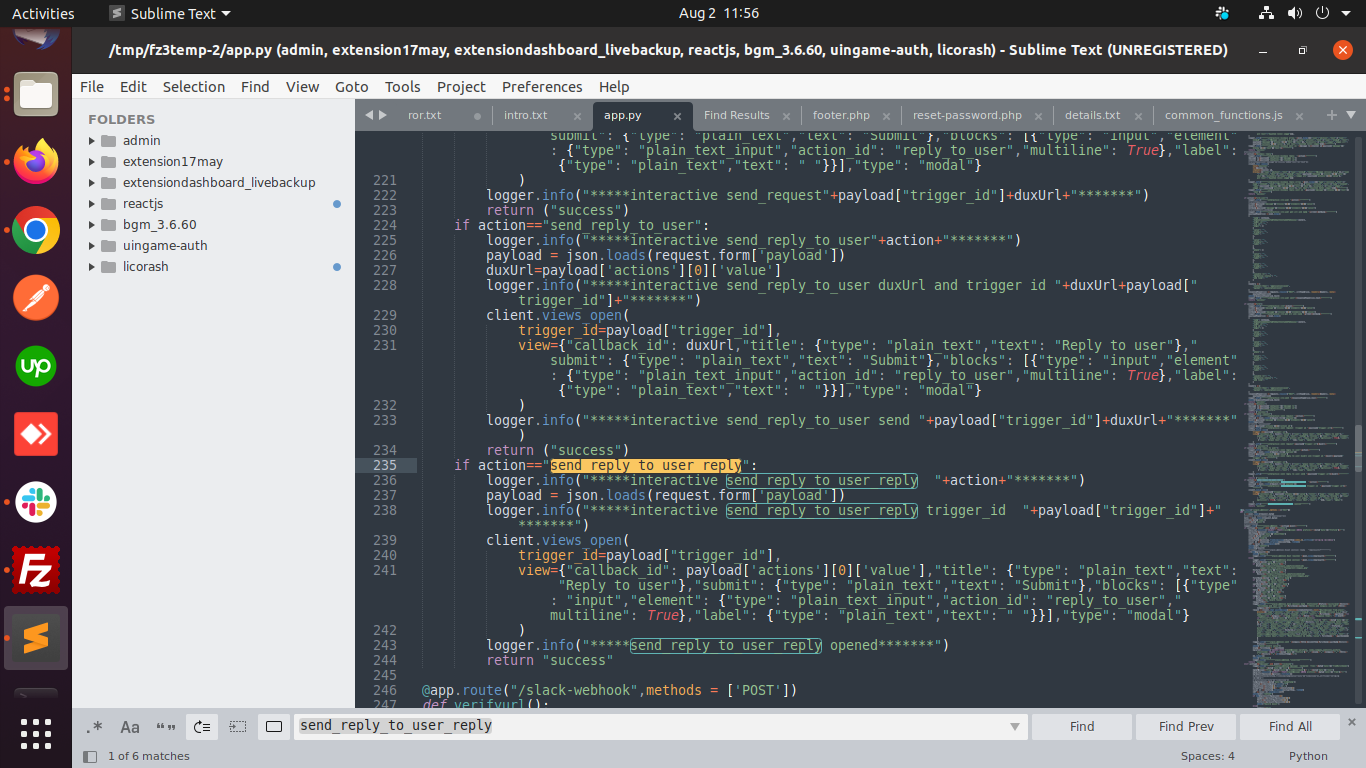 Activities
Sublime Text
Aug 2 11:56
/tmp/fz3temp-2/app.py (admin, extension17may, extensiondashboard_livebackup, reactjs, bgm_3.6.60, uingame-auth, licorash) - Sublime Text (UNREGISTERED)
File Edit Selection Find View Goto Tools Project Preferences Help
FOLDERS
admin
extension17may
extensiondashboard_livebackup
reactjs
bgm_3.6.60
uingame-auth
licorash
ror.txt
intro.txt
app.py
Find Results
footer.php
reset-password.php
details.txt
common_functions.js
submit": {"type": "plain_text","text": "Submit"},"blocks": [{"type": "input","element"
: {"type": "plain_text_input","action_id": "reply_to_user","multiline": True},"label":
{"type": "plain_text","text": " "}}],"type": "modal"}
221 )
222 logger.info("*****interactive send_request"+payload["trigger_id"]+duxUrl+"*******")
223 return ("success")
224 if action=="send_reply_to_user":
225 logger.info("*****interactive send_reply_to_user"+action+"*******")
226 payload = json.loads(request.form['payload'])
227 duxUrl=payload['actions'][0]['value']
228 logger.info("*****interactive send_reply_to_user duxUrl and trigger id "+duxUrl+payload["
trigger_id"]+"*******")
229 client.views_open(
230 trigger_id=payload["trigger_id"],
231 view={"callback_id": duxUrl,"title": {"type": "plain_text","text": "Reply to user"},"
submit": {"type": "plain_text","text": "Submit"},"blocks": [{"type": "input","element"
: {"type": "plain_text_input","action_id": "reply_to_user","multiline": True},"label":
{"type": "plain_text","text": " "}}],"type": "modal"}
232 )
233 logger.info("*****interactive send_reply_to_user send "+payload["trigger_id"]+duxUrl+"*******"
)
234 return ("success")
235 if action=="send_reply_to_user_reply":
236 logger.info("*****interactive send_reply_to_user_reply  "+action+"*******")
237 payload = json.loads(request.form['payload'])
238 logger.info("*****interactive send_reply_to_user_reply trigger_id  "+payload["trigger_id"]+"
*******")
239 client.views_open(
240 trigger_id=payload["trigger_id"],
241 view={"callback_id": payload['actions'][0]['value'],"title": {"type": "plain_text","text":
"Reply to user"},"submit": {"type": "plain_text","text": "Submit"},"blocks": [{"type"
: "input","element": {"type": "plain_text_input","action_id": "reply_to_user","
multiline": True},"label": {"type": "plain_text","text": " "}}],"type": "modal"}
242 )
243 logger.info("*****send_reply_to_user_reply opened*******")
244 return "success"
245
246 @app.route("/slack-webhook",methods = ['POST'])
247 def verifyurl():
.* Aa “” send_reply_to_user_reply Find Find Prev Find All
1 of 6 matches
Spaces: 4
Python
up
Fz